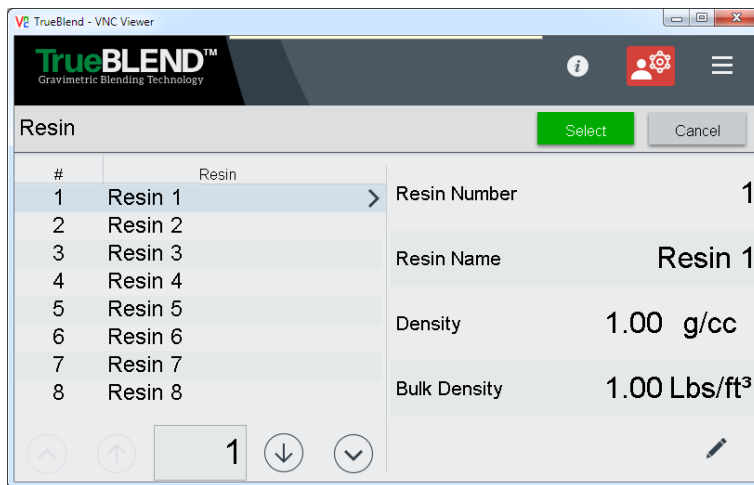 TrueBlend - VNC Viewer
TrueBLEND™
Gravimetric Blending Technology
Resin
Select
Cancel
# Resin
1 Resin 1
2 Resin 2
3 Resin 3
4 Resin 4
5 Resin 5
6 Resin 6
7 Resin 7
8 Resin 8
1
Resin Number 1
Resin Name Resin 1
Density 1.00 g/cc
Bulk Density 1.00 Lbs/ft³